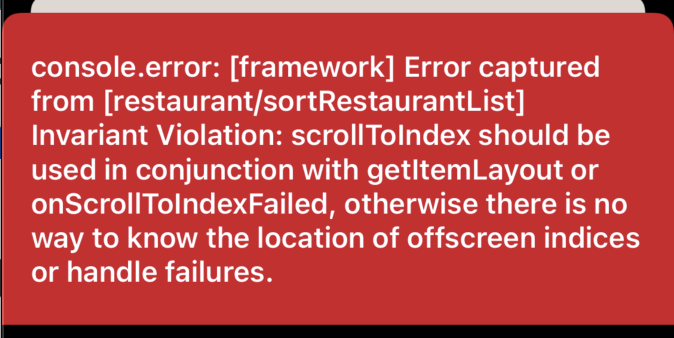 console.error: [framework] Error captured
from [restaurant/sortRestaurantList]
Invariant Violation: scrollToIndex should be
used in conjunction with getItemLayout or
onScrollToIndexFailed, otherwise there is no
way to know the location of offscreen indices
or handle failures.